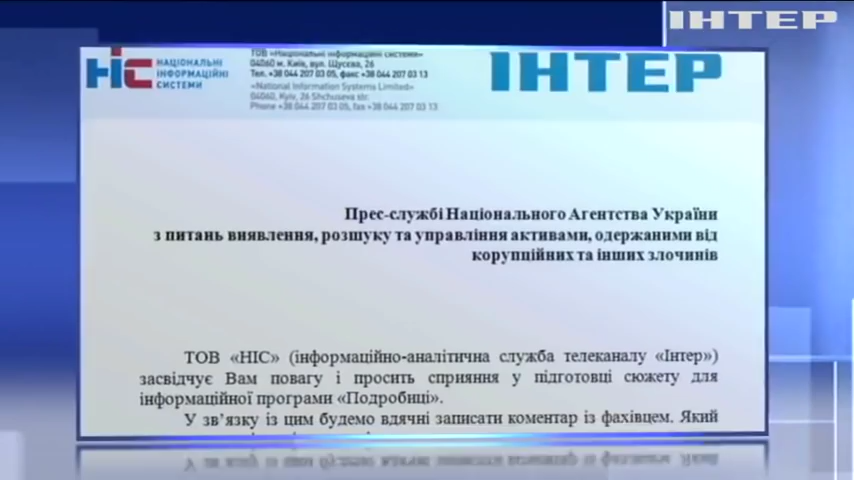 ІНТЕР
НІС НАЦІОНАЛЬНІ
ІНФОРМАЦІЙНІ
СИСТЕМИ
ТОВ «Національні інформаційні системи»
04060 м. Київ, вул. Щусєва, 26
Тел. +38 044 207 03 05, факс +38 044 207 03 13
«National Information Systems Limited»
04060, Kyiv, 26 Shchuseva str.
Phone +38 044 207 03 05, fax +38 044 207 03 13
ІНТЕР
Прес-службі Національного Агентства України
з питань виявлення, розшуку та управління активами, одержаними від
корупційних та інших злочинів
ТОВ «НІС» (інформаційно-аналітична служба телеканалу «Інтер»)
засвідчує Вам повагу і просить сприяння у підготовці сюжету для
інформаційної програми «Подробиці».
У зв’язку із цим будемо вдячні записати коментар із фахівцем. Який